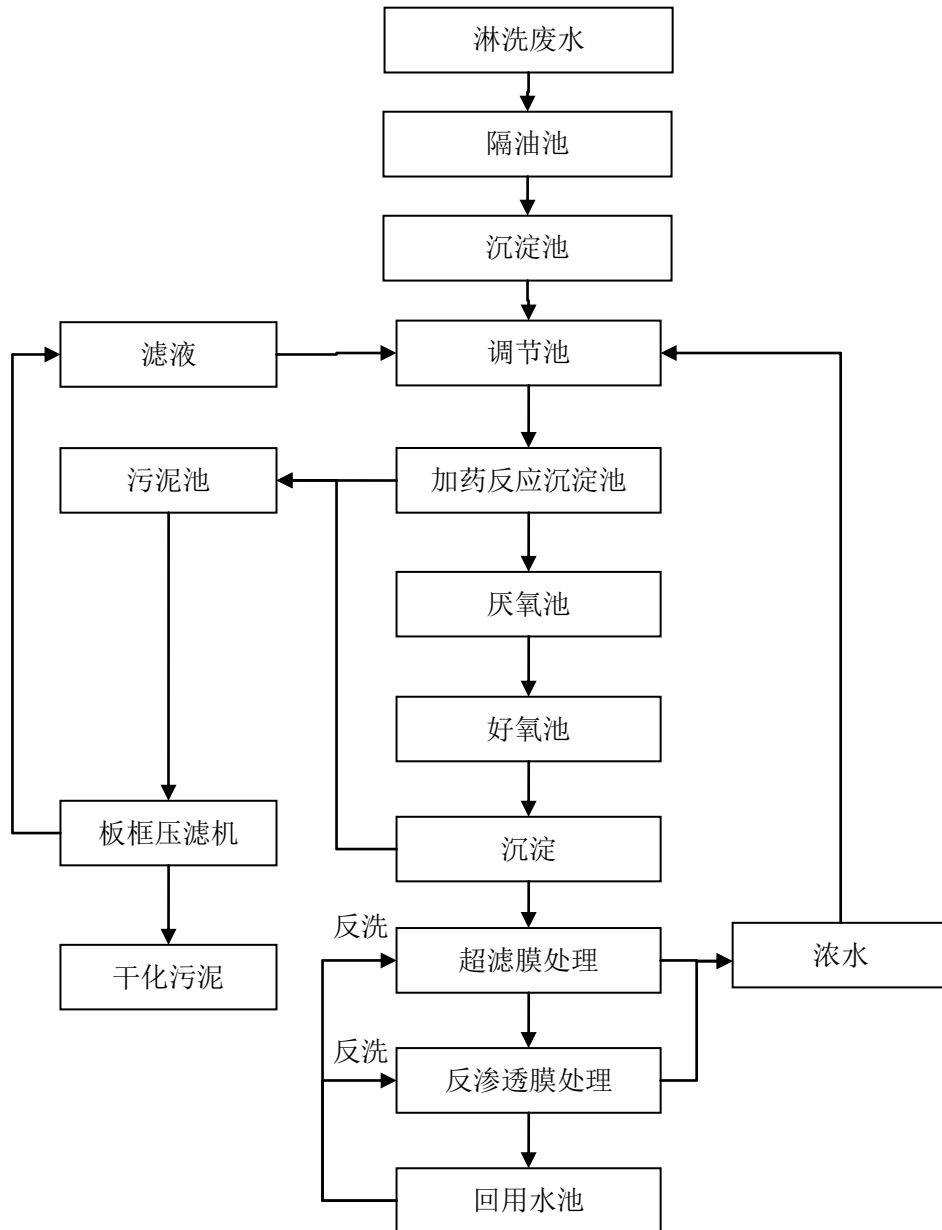 淋洗废水
隔油池
沉淀池
滤液
调节池
污泥池
加药反应沉淀池
厌氧池
好氧池
板框压滤机
沉淀
反洗
超滤膜处理
浓水
干化污泥
反洗
反渗透膜处理
回用水池